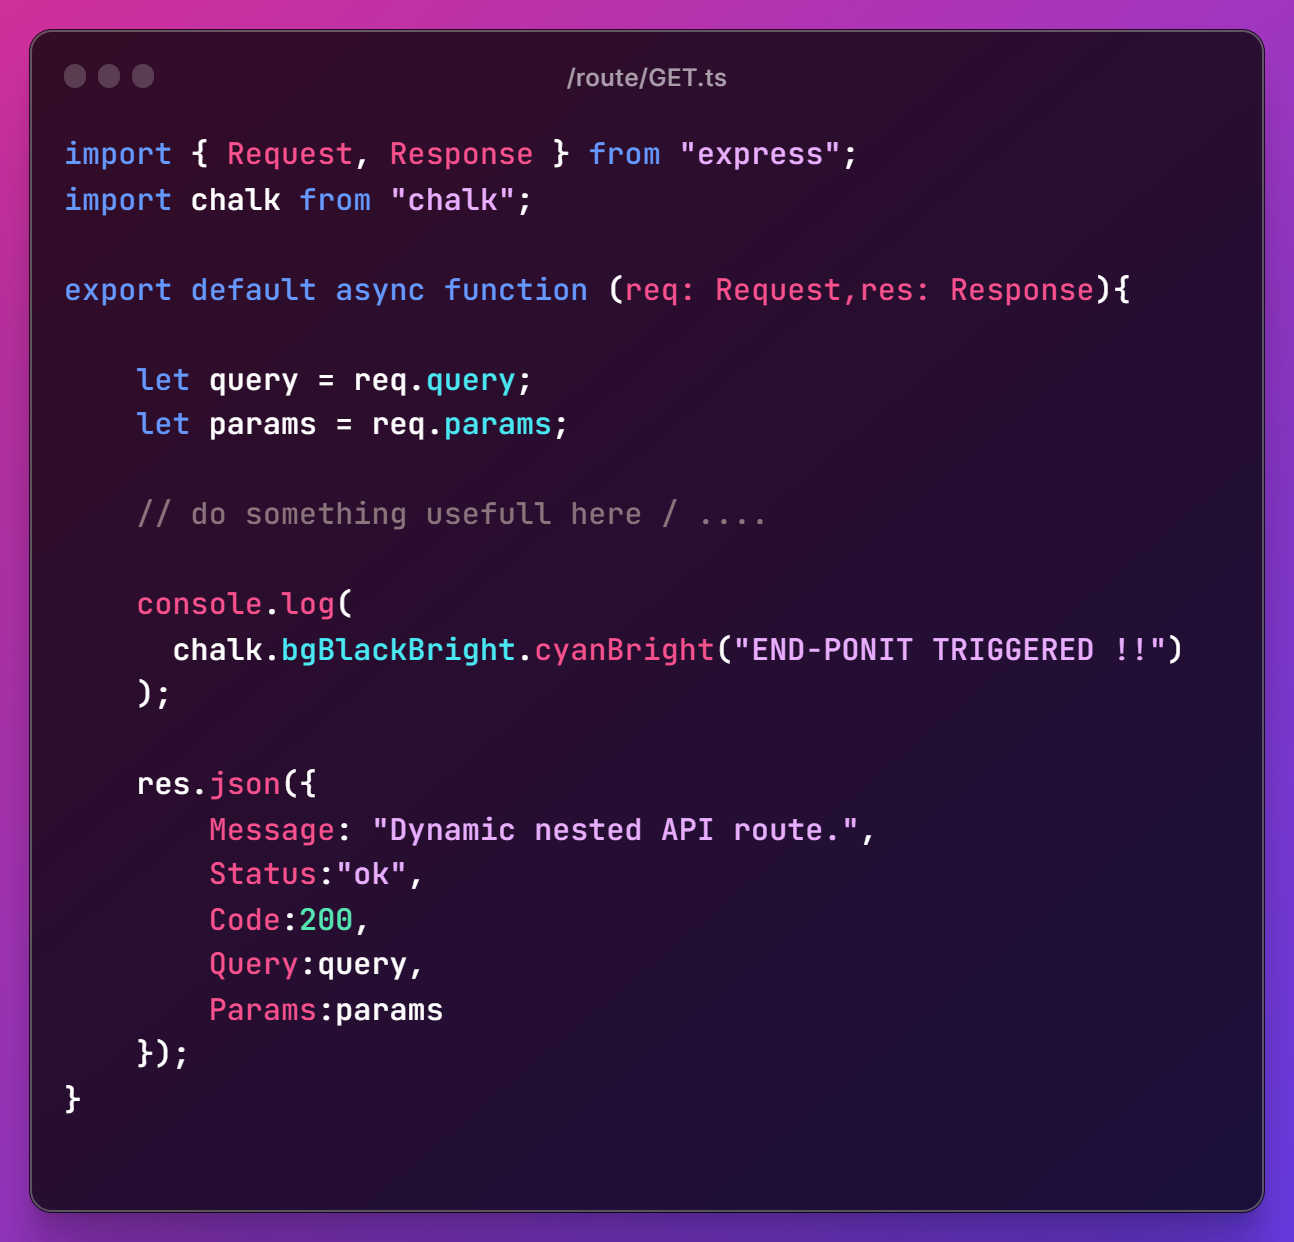 /route/GET.ts
import { Request, Response } from "express";
import chalk from "chalk";
export default async function (req: Request,res: Response){
let query = req.query;
let params = req.params;
// do something usefull here / ....
console.log(
chalk.bgBlackBright.cyanBright("END-PONIT TRIGGERED !!")
);
res.json({
Message: "Dynamic nested API route.",
Status:"ok",
Code:200,
Query:query,
Params:params
});
}